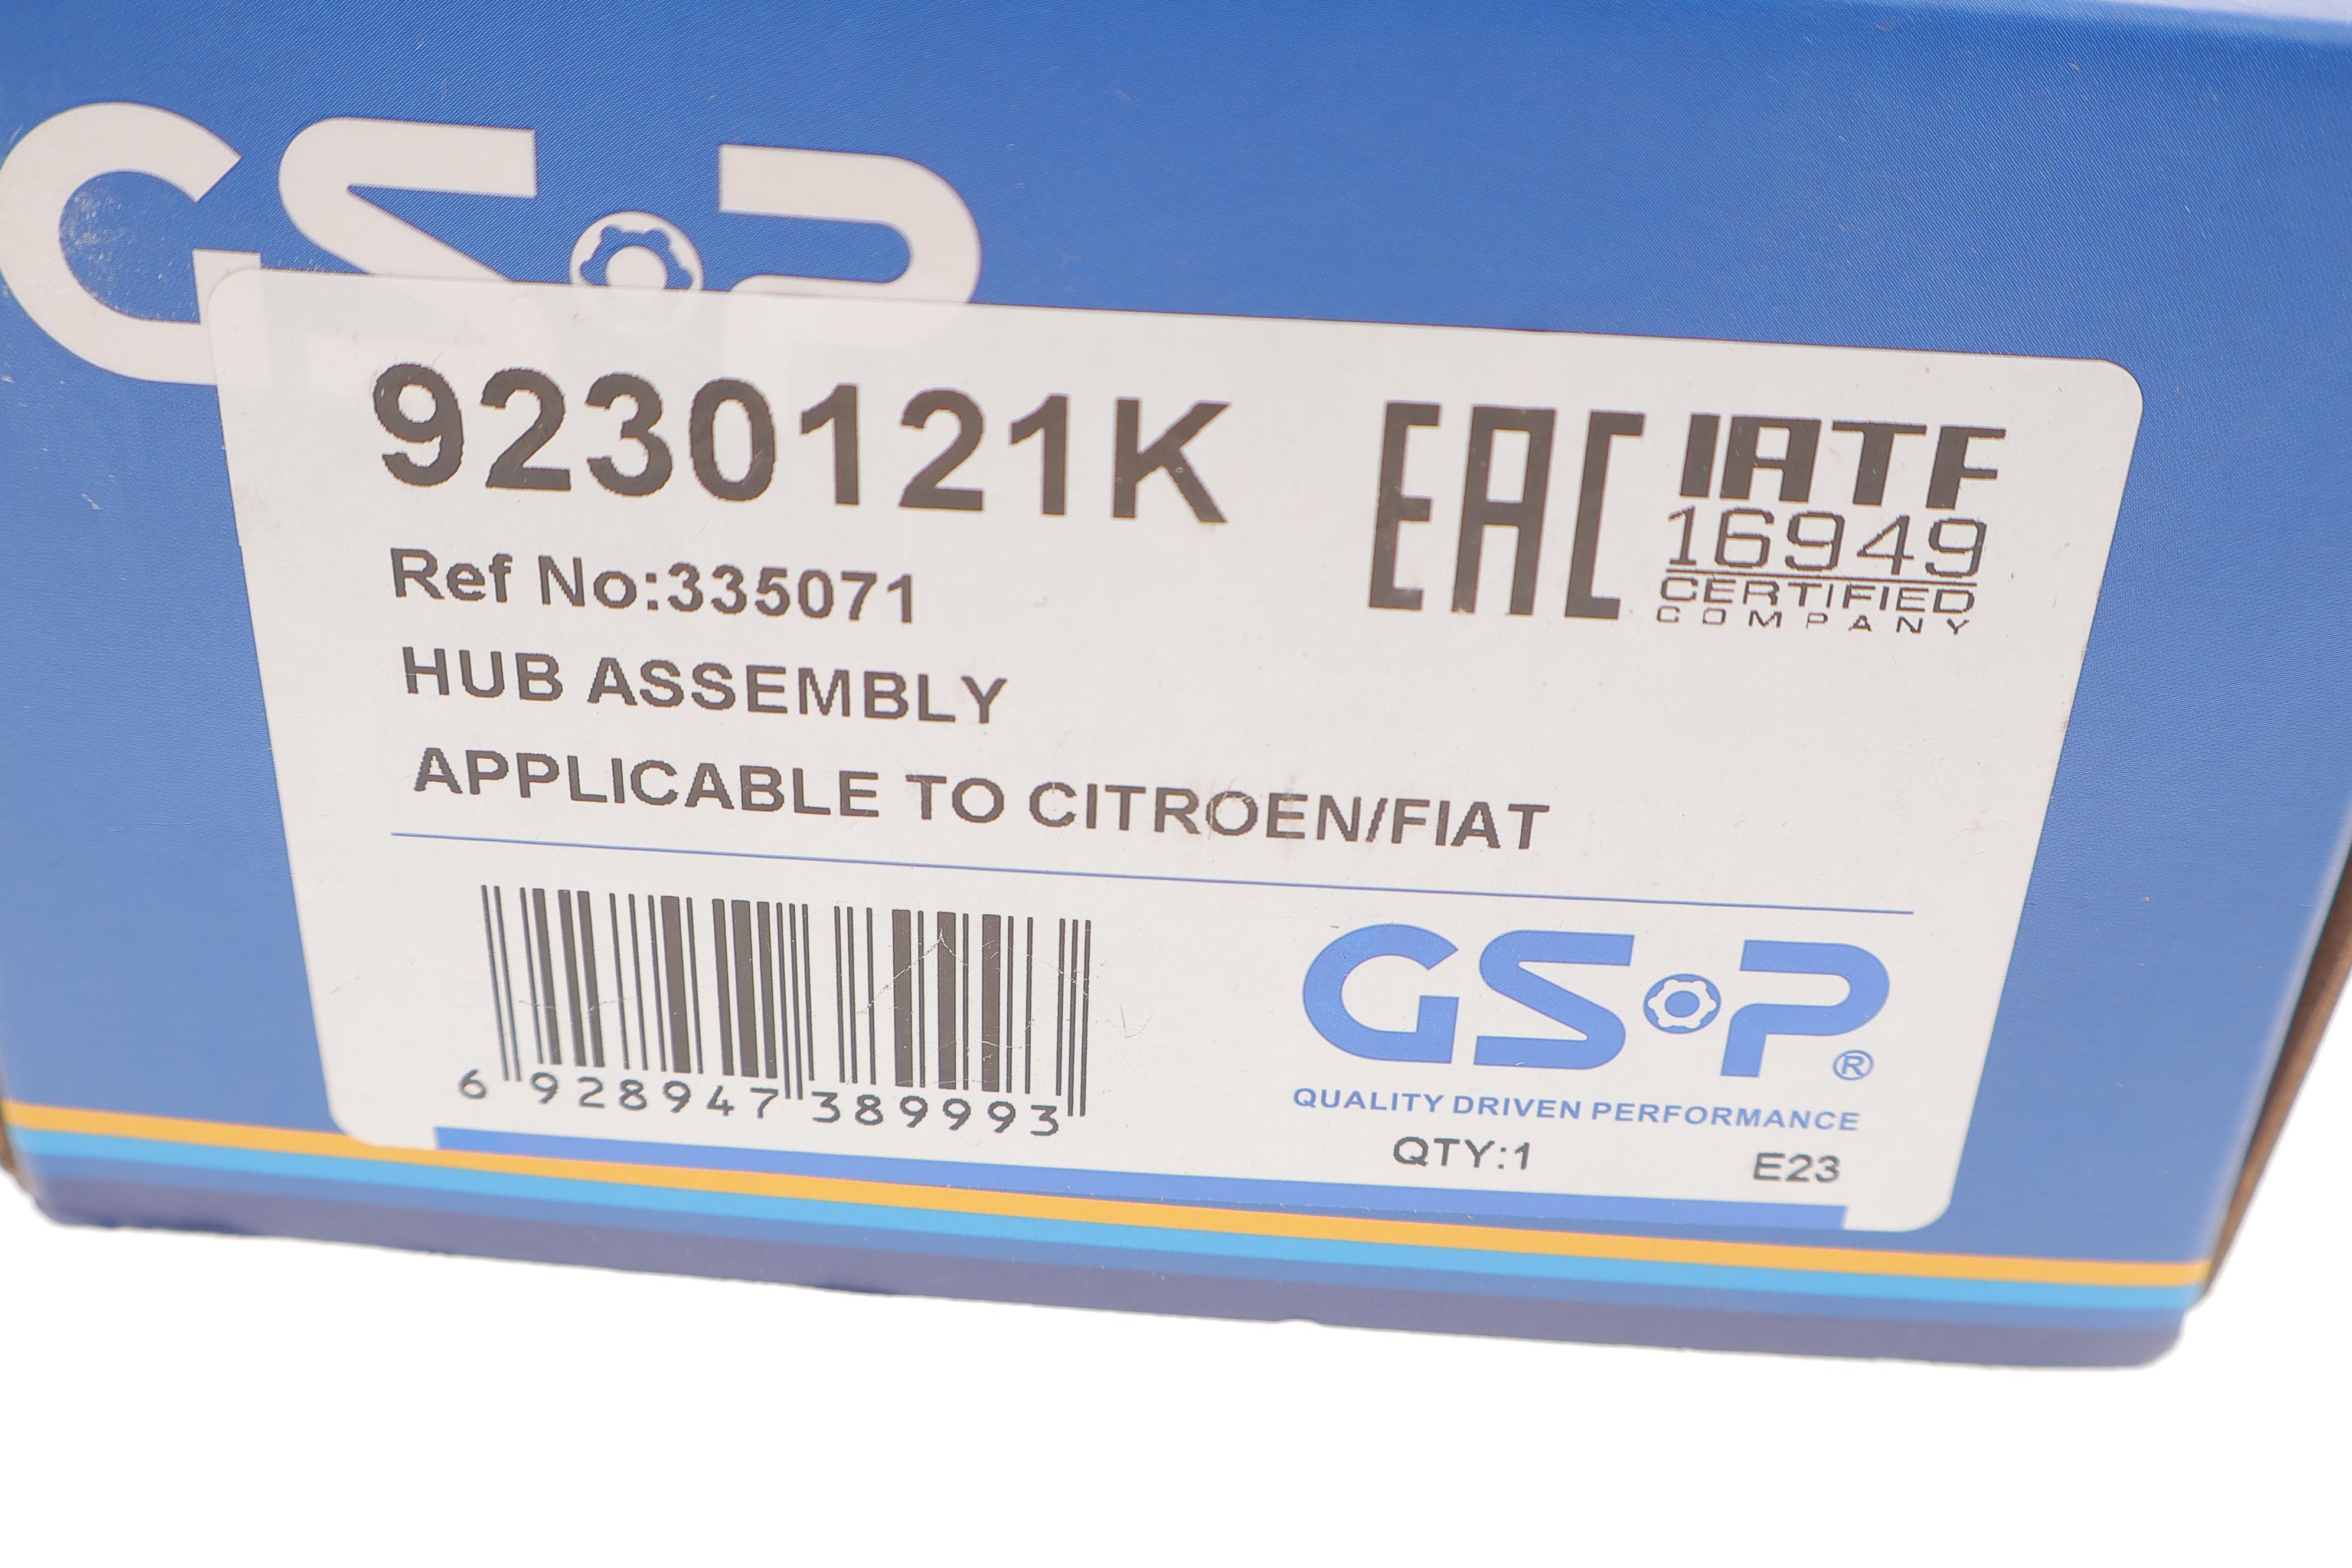 GSP
9230121K
EAC
IATF
16949
CERTIFIED
COMPANY
Ref No:335071
HUB ASSEMBLY
APPLICABLE TO CITROEN/FIAT
6 928947 389993
GSP®
QUALITY DRIVEN PERFORMANCE
QTY:1 E23